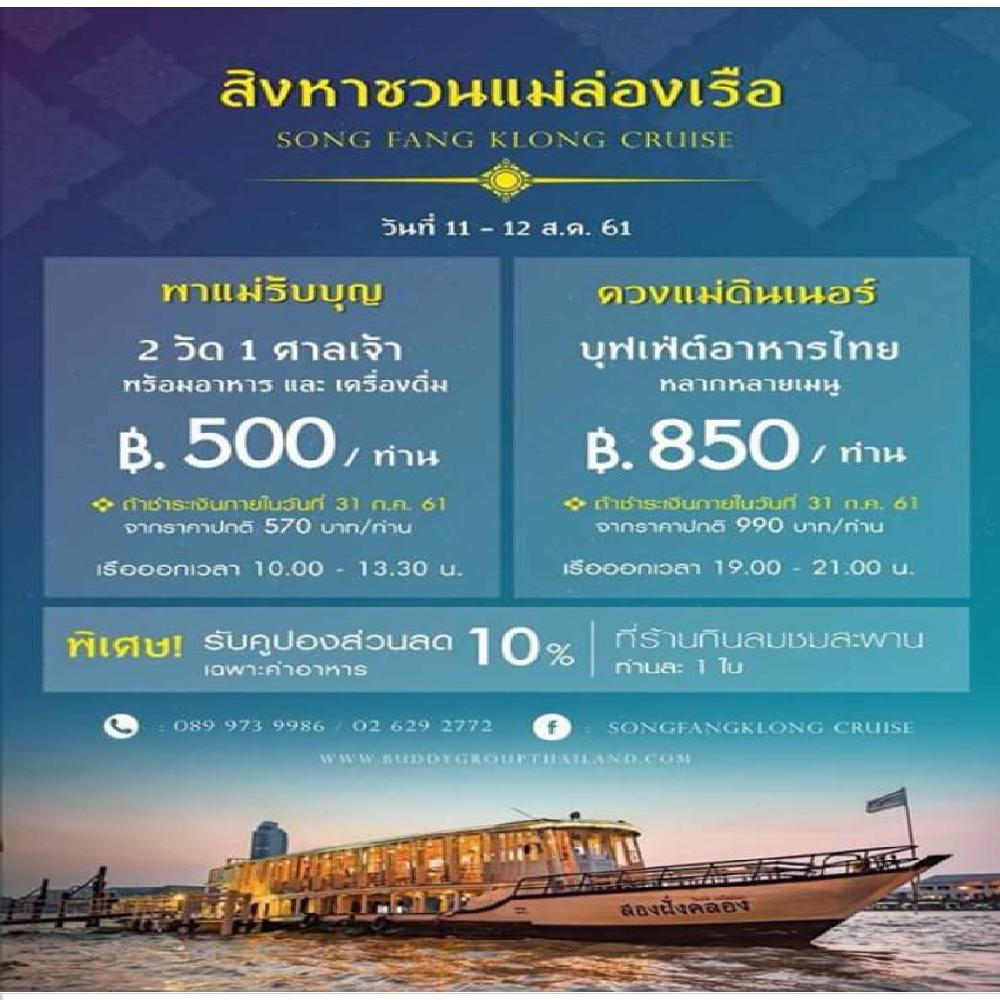 สิงหาชวนแม่ล่องเรือ
SONG FANG KLONG CRUISE
วันที่ 11 - 12 ส.ค. 61
พาแม่รับบุญ
2 วัด 1 ศาลเจ้า
พร้อมอาหาร และ เครื่องดื่ม
฿. 500 / ท่าน
ถ้าชำระเงินภายในวันที่ 31 ก.ค. 61
จากราคาปกติ 570 บาท/ท่าน
เรือออกเวลา 10.00 - 13.30 น.
ควงแม่ดินเนอร์
บุฟเฟ่ต์อาหารไทย
หลากหลายเมนู
฿. 850 / ท่าน
ถ้าชำระเงินภายในวันที่ 31 ก.ค. 61
จากราคาปกติ 990 บาท/ท่าน
เรือออกเวลา 19.00 - 21.00 น.
พิเศษ! รับคูปองส่วนลด 10%
เฉพาะค่าอาหาร
ที่ร้านกินลมชมสะพาน
ท่านละ 1 ใบ
: 089 973 9986 / 02 629 2772
f : SONGFANGKLONG CRUISE
WWW.BUDDYGROUPTHAILAND.COM
สองฝั่งคลอง